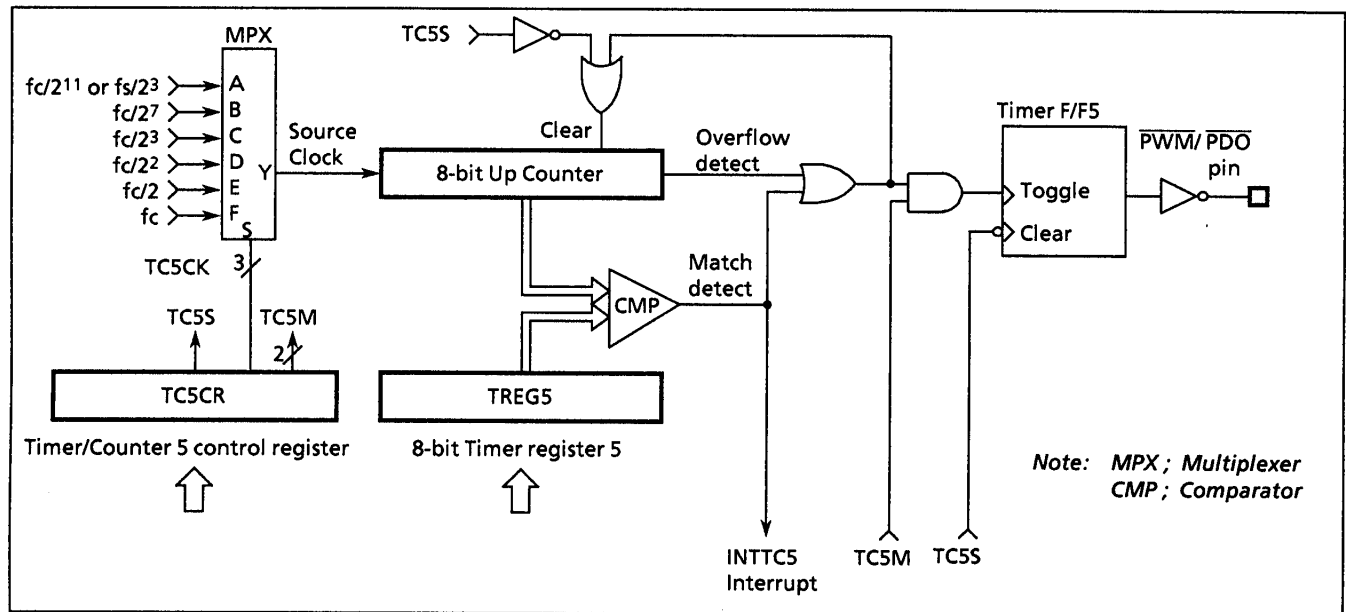 MPX
TC5S
fc/2¹¹ or fs/2³
A
fc/2⁷
B
fc/2³
C
fc/2²
D
fc/2
E
fc
F
Y
S
Source
Clock
Clear
8-bit Up Counter
Overflow
detect
Timer F/F5
Toggle
Clear
P̅W̅M̅/ P̅D̅O̅
pin
TC5CK
3
CMP
Match
detect
TC5S
TC5M
2
TC5CR
TREG5
Timer/Counter 5 control register
8-bit Timer register 5
Note: MPX ; Multiplexer
CMP ; Comparator
INTTC5
Interrupt
TC5M
TC5S